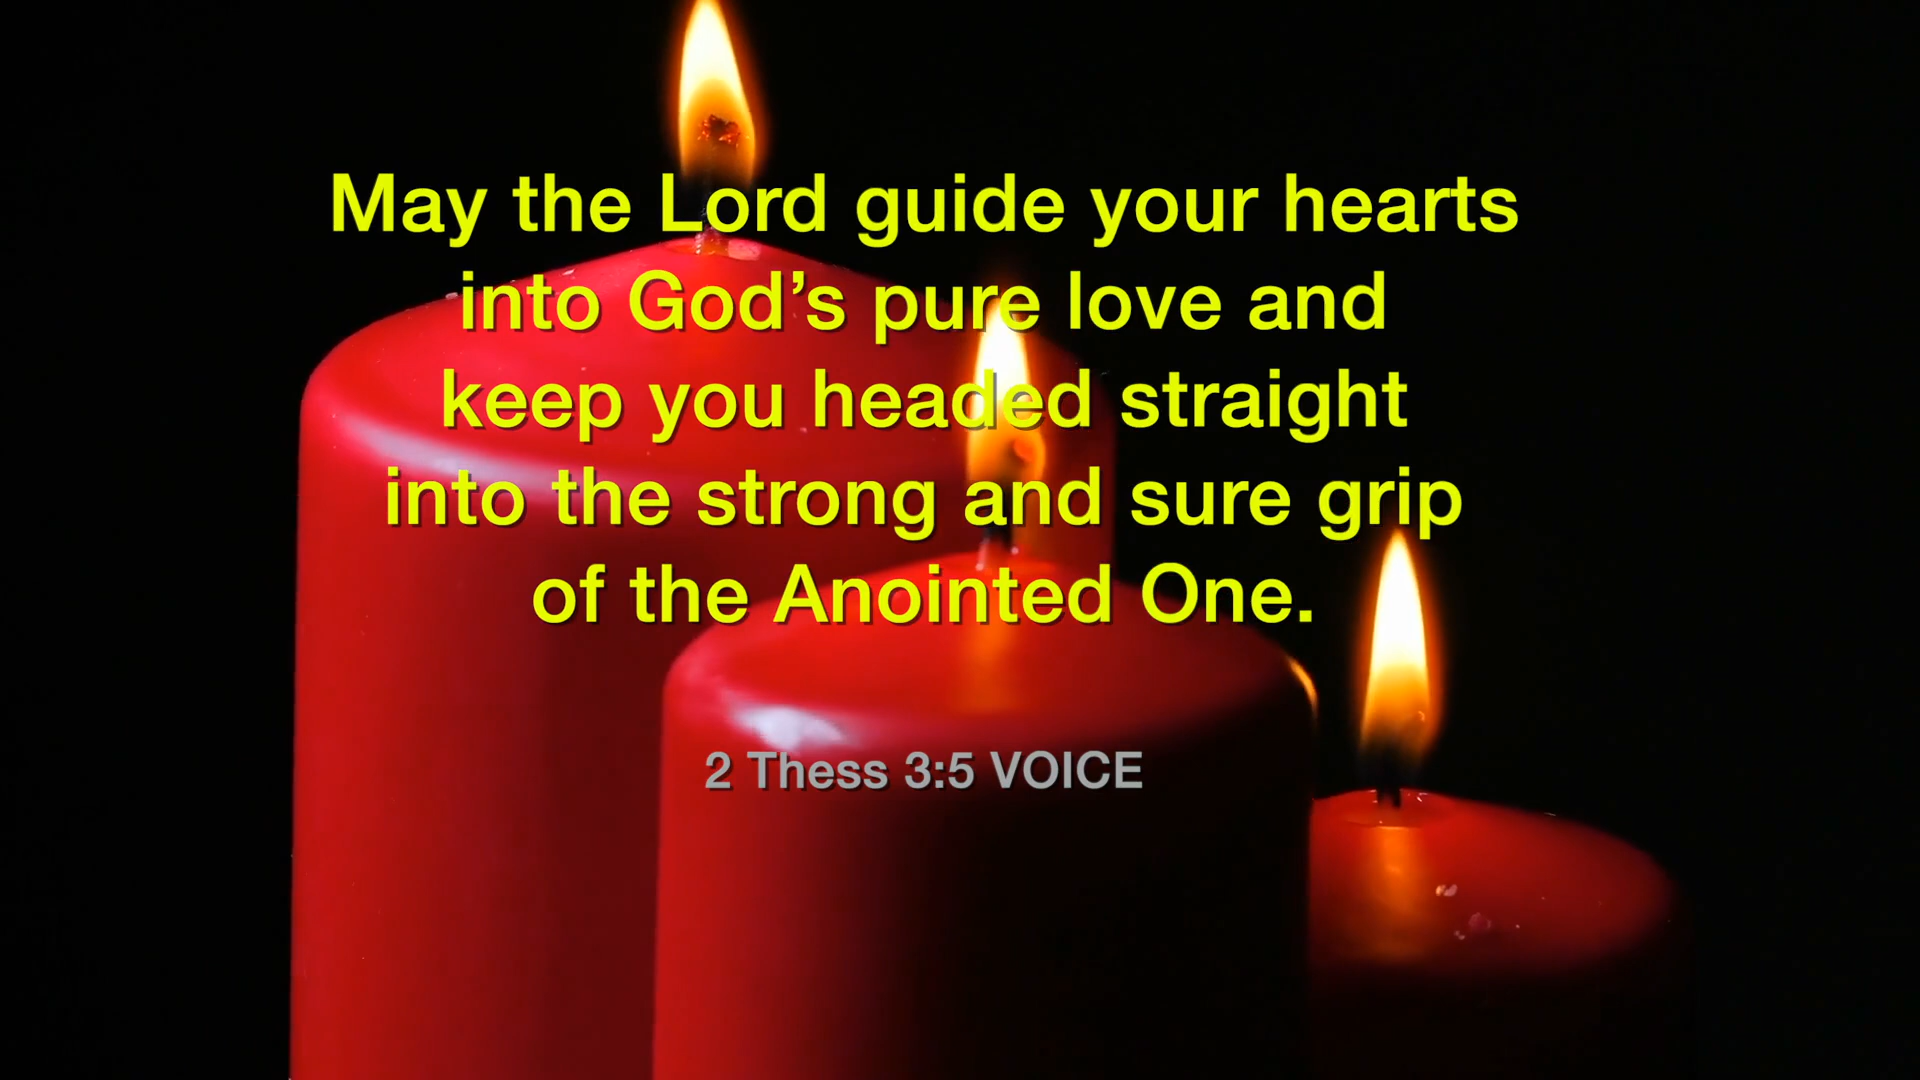 May the Lord guide your hearts
into God’s pure love and
keep you headed straight
into the strong and sure grip
of the Anointed One.
2 Thess 3:5 VOICE